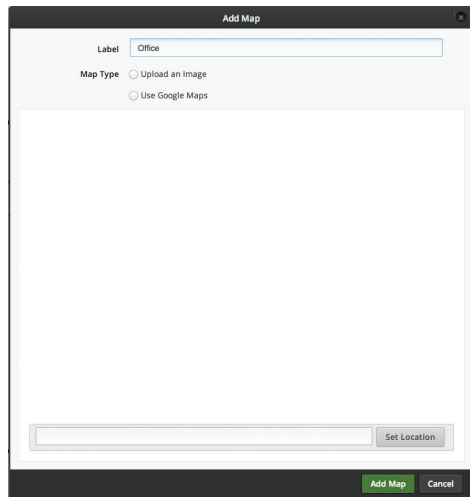 Add Map
Label Office
Map Type Upload an Image
Use Google Maps
Set Location
Add Map Cancel